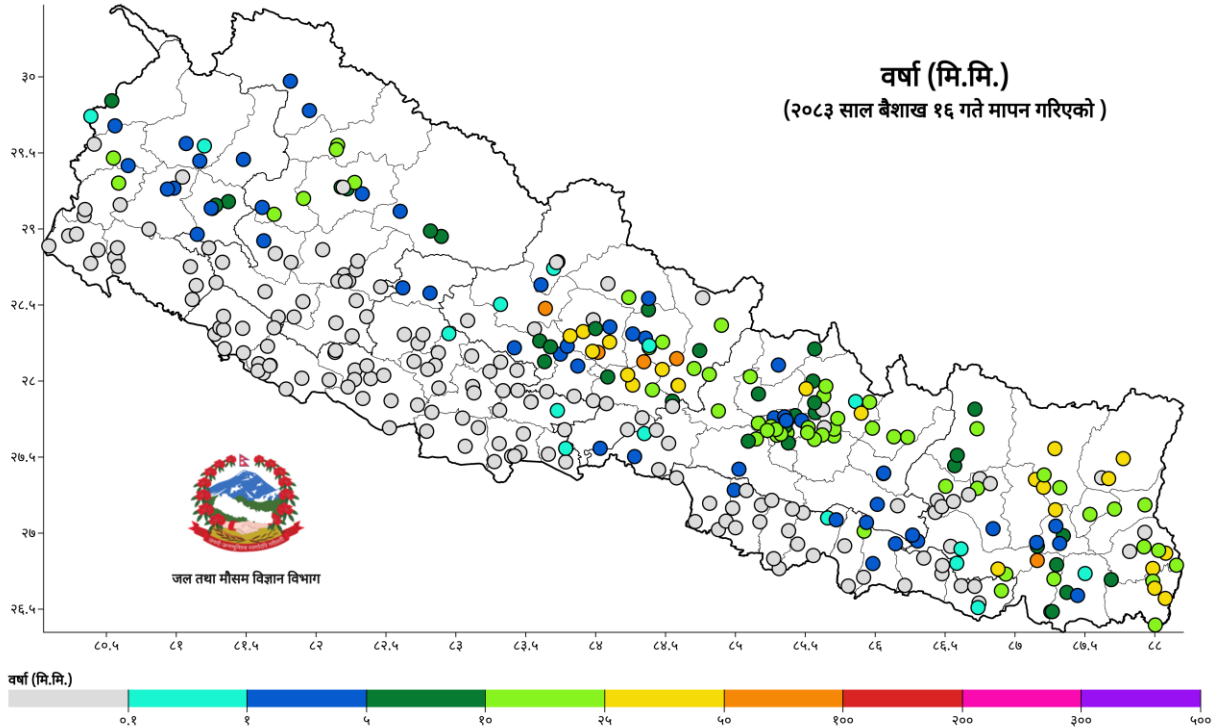 वर्षा (मि.मि.)
(२०८३ साल बैशाख १६ गते मापन गरिएको )
३०
२९.५
२९
२८.५
२८
२७.५
२७
२६.५
जल तथा मौसम विज्ञान विभाग
८०.५ ८१ ८१.५ ८२ ८२.५ ८३ ८३.५ ८४ ८४.५ ८५ ८५.५ ८६ ८६.५ ८७ ८७.५ ८८
वर्षा (मि.मि.)
०.१ १ ५ १० २५ ५० १०० २०० ३०० ५००